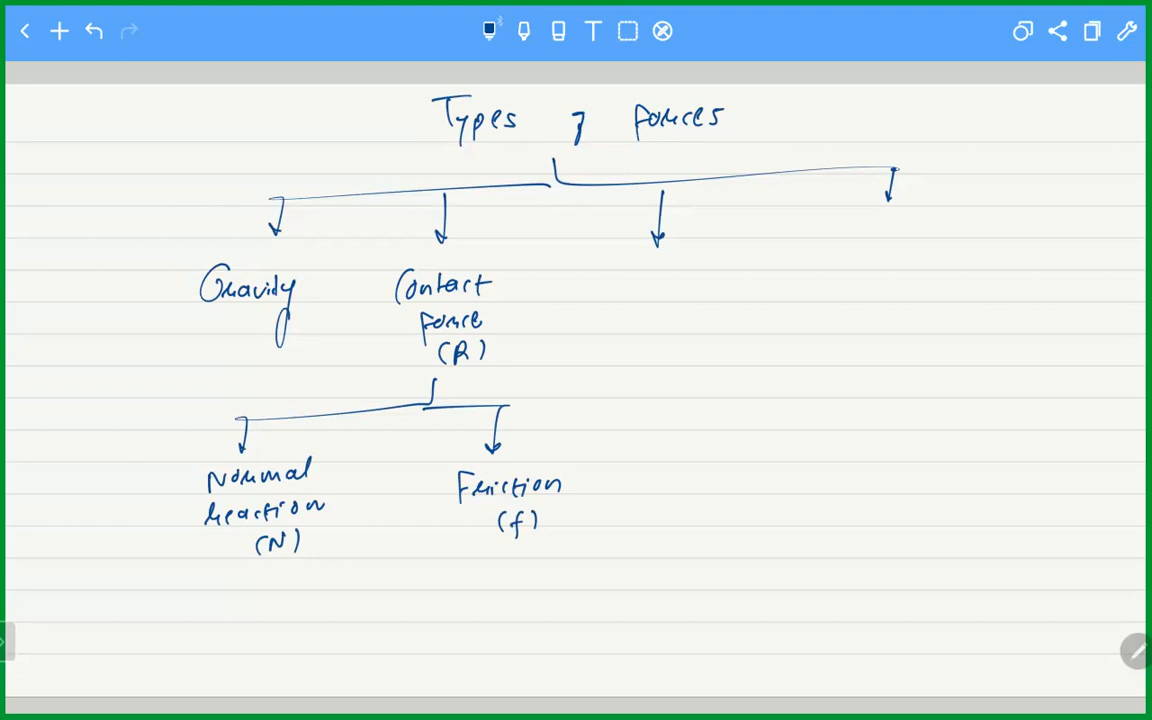 Types of forces
Gravity
Contact
force
(R)
Normal
reaction
(N)
Friction
(f)